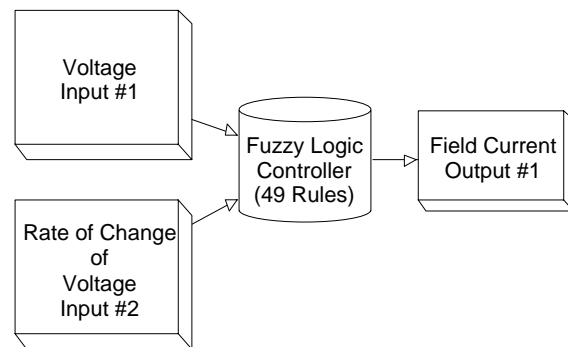 Voltage
Input #1
Fuzzy Logic
Controller
(49 Rules)
Field Current
Output #1
Rate of Change
of
Voltage
Input #2